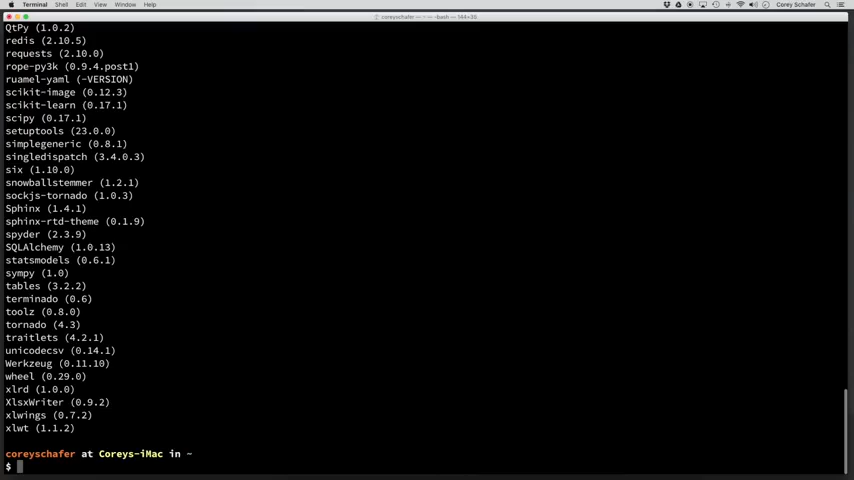 Terminal Shell Edit View Window Help Corey Schafer
coreyschafer — ~ — -bash — 144×36
QtPy (1.0.2)
redis (2.10.5)
requests (2.10.0)
rope-py3k (0.9.4.post1)
ruamel-yaml (-VERSION)
scikit-image (0.12.3)
scikit-learn (0.17.1)
scipy (0.17.1)
setuptools (23.0.0)
simplegeneric (0.8.1)
singledispatch (3.4.0.3)
six (1.10.0)
snowballstemmer (1.2.1)
sockjs-tornado (1.0.3)
Sphinx (1.4.1)
sphinx-rtd-theme (0.1.9)
spyder (2.3.9)
SQLAlchemy (1.0.13)
statsmodels (0.6.1)
sympy (1.0)
tables (3.2.2)
terminado (0.6)
toolz (0.8.0)
tornado (4.3)
traitlets (4.2.1)
unicodecsv (0.14.1)
Werkzeug (0.11.10)
wheel (0.29.0)
xlrd (1.0.0)
XlsxWriter (0.9.2)
xlwings (0.7.2)
xlwt (1.1.2)
coreyschafer at Coreys-iMac in ~
$